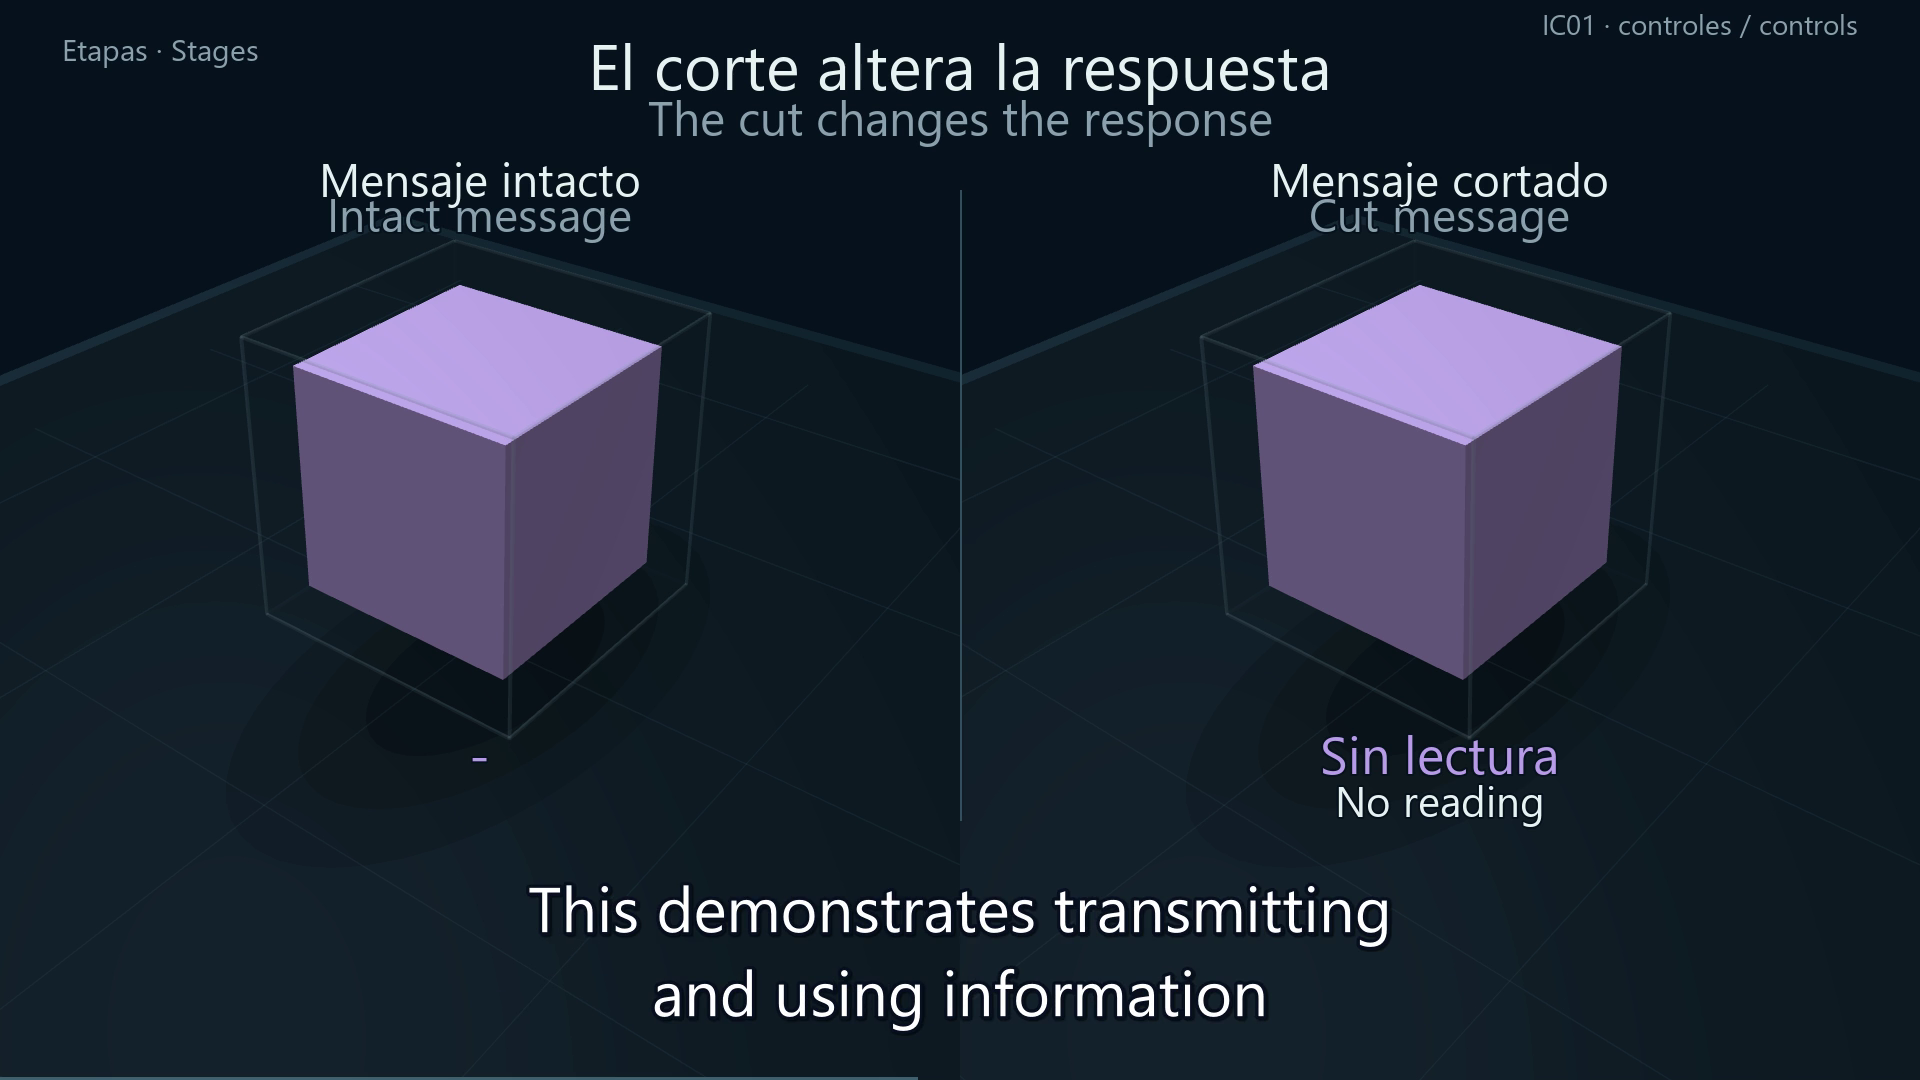 Etapas · Stages
IC01 · controles / controls
El corte altera la respuesta
The cut changes the response
Mensaje intacto
Intact message
Mensaje cortado
Cut message
-
Sin lectura
No reading
This demonstrates transmitting
and using information